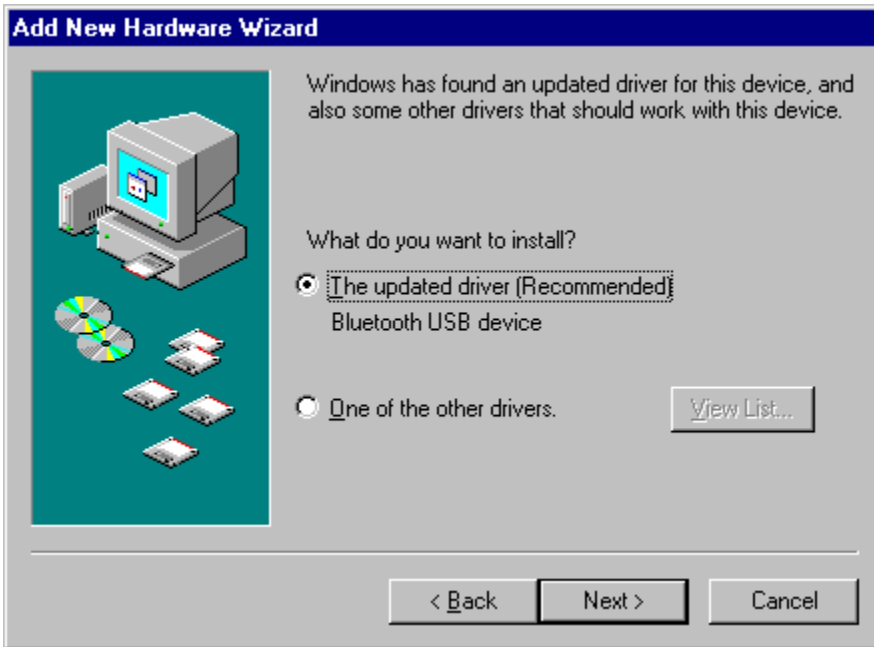 Add New Hardware Wizard
Windows has found an updated driver for this device, and
also some other drivers that should work with this device.
What do you want to install?
The updated driver (Recommended)
Bluetooth USB device
One of the other drivers.
View List...
< Back
Next >
Cancel